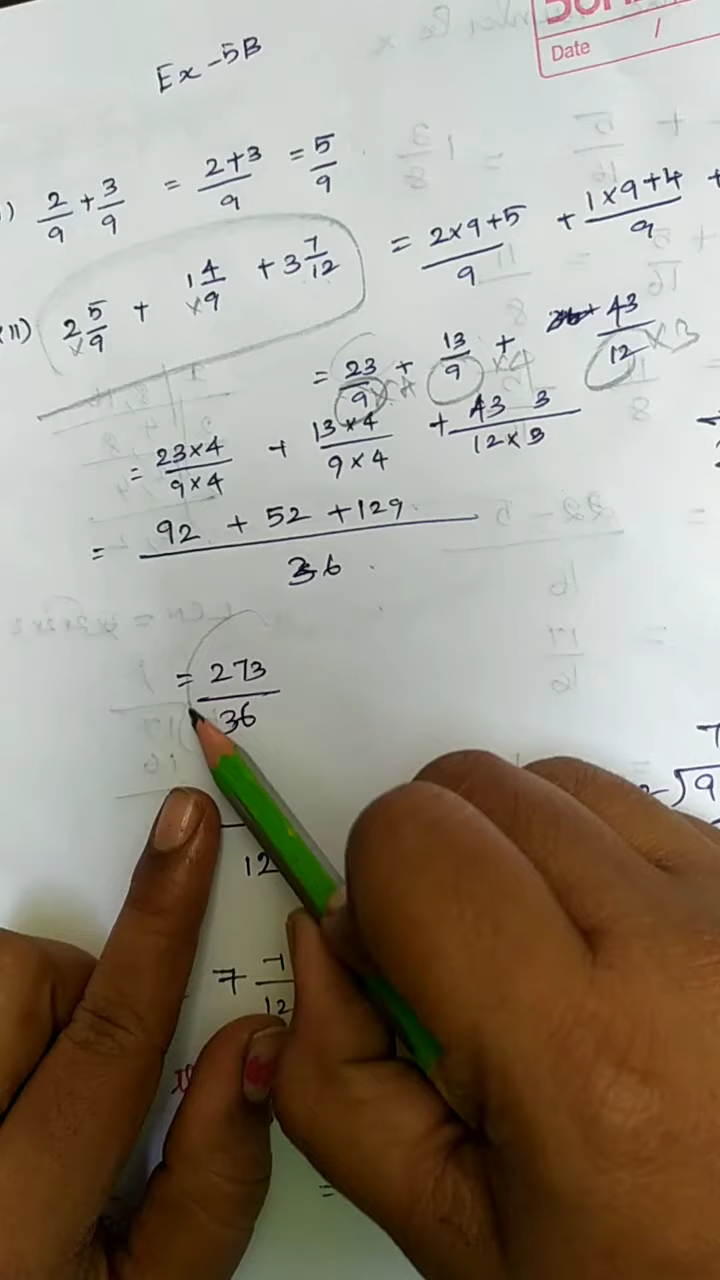 Date /
Ex-5B
) 2/9 + 3/9 = 2+3/9 = 5/9
(ii) 2 5/9 + 1 4/9 + 3 7/12 = 2×9+5/9 + 1×9+4/9 +
= 23/9 ×4 + 13/9 ×4 + 43/12 ×3
= 23×4/9×4 + 13×4/9×4 + 43 3/12×3
= 92 + 52 + 129/36
= 273/36
12
7 /12
=